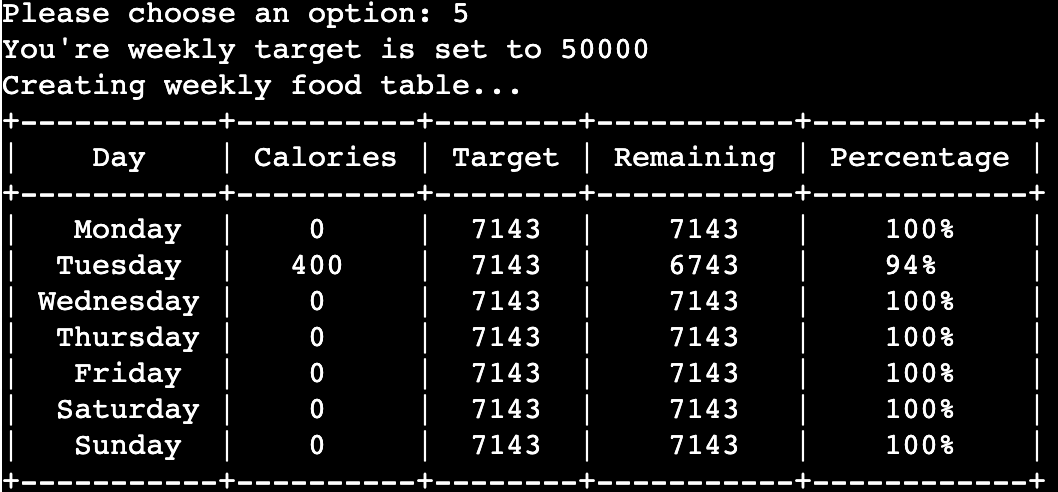 Please choose an option: 5
You're weekly target is set to 50000
Creating weekly food table...
+-----------+----------+--------+-----------+------------+
|    Day    | Calories | Target | Remaining | Percentage |
+-----------+----------+--------+-----------+------------+
|   Monday  |    0     |  7143  |    7143   |    100%    |
|  Tuesday  |   400    |  7143  |    6743   |    94%     |
| Wednesday |    0     |  7143  |    7143   |    100%    |
|  Thursday |    0     |  7143  |    7143   |    100%    |
|   Friday  |    0     |  7143  |    7143   |    100%    |
|  Saturday |    0     |  7143  |    7143   |    100%    |
|   Sunday  |    0     |  7143  |    7143   |    100%    |
+-----------+----------+--------+-----------+------------+